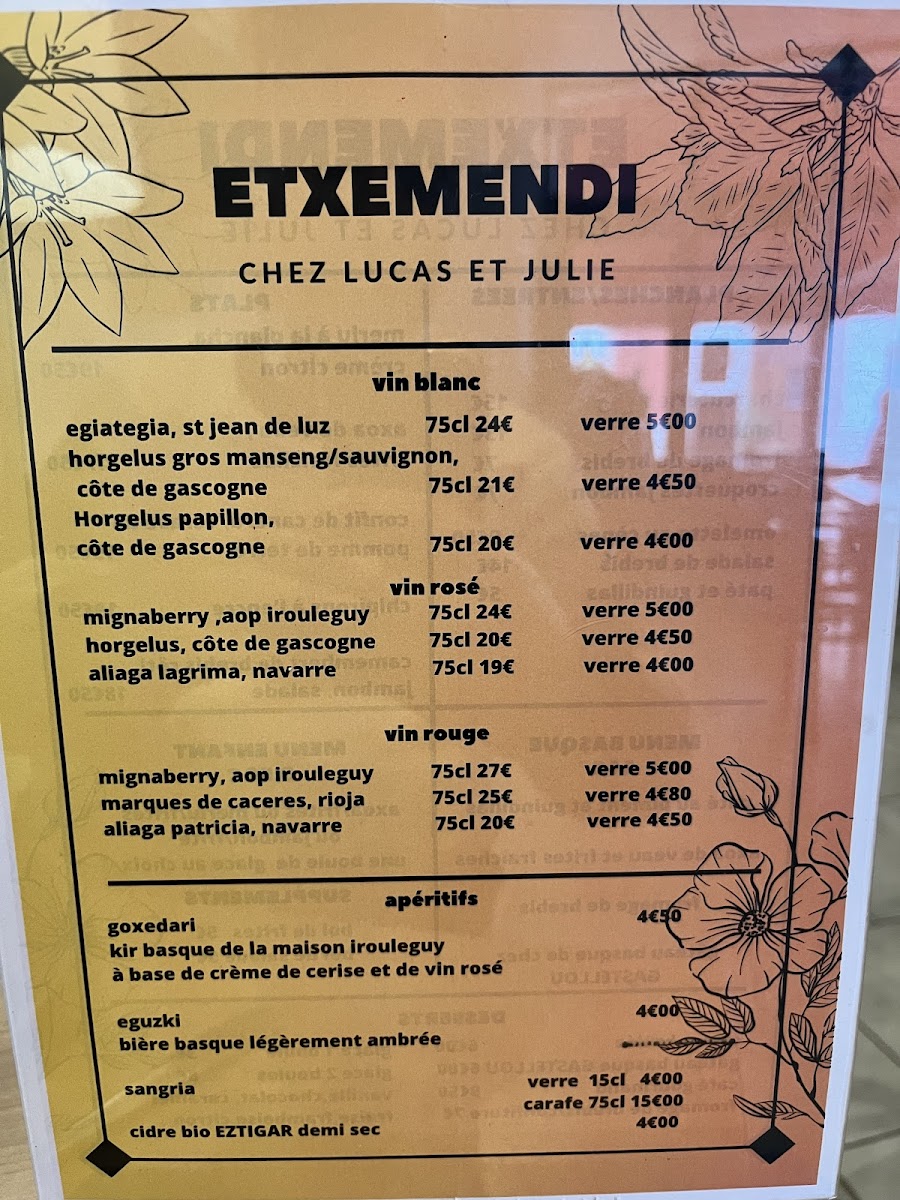 ETXEMENDI
CHEZ LUCAS ET JULIE
vin blanc
egiategia, st jean de luz 75cl 24€ verre 5€00
horgelus gros manseng/sauvignon,
côte de gascogne 75cl 21€ verre 4€50
Horgelus papillon,
côte de gascogne 75cl 20€ verre 4€00
vin rosé
mignaberry ,aop irouleguy 75cl 24€ verre 5€00
horgelus, côte de gascogne 75cl 20€ verre 4€50
aliaga lagrima, navarre 75cl 19€ verre 4€00
vin rouge
mignaberry, aop irouleguy 75cl 27€ verre 5€00
marques de caceres, rioja 75cl 25€ verre 4€80
aliaga patricia, navarre 75cl 20€ verre 4€50
apéritifs
goxedari 4€50
kir basque de la maison irouleguy
à base de crème de cerise et de vin rosé
eguzki 4€00
bière basque légèrement ambrée
sangria verre 15cl 4€00
carafe 75cl 15€00
cidre bio EZTIGAR demi sec 4€00